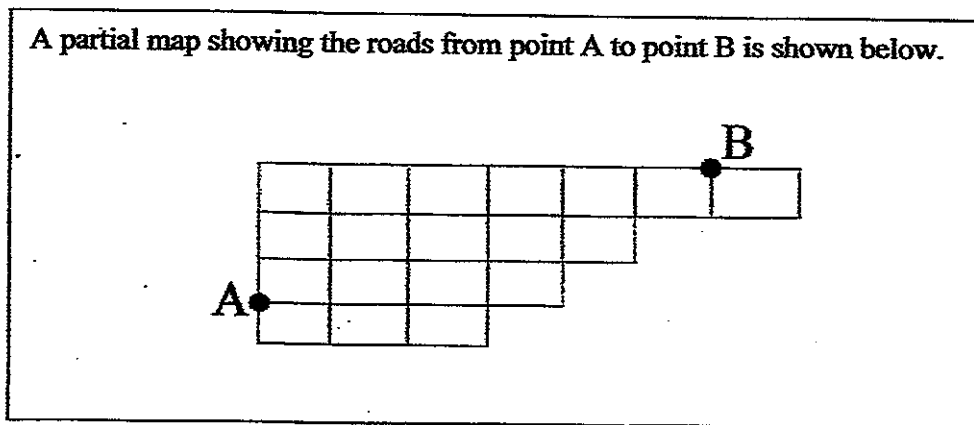 A partial map showing the roads from point A to point B is shown below.
B
A